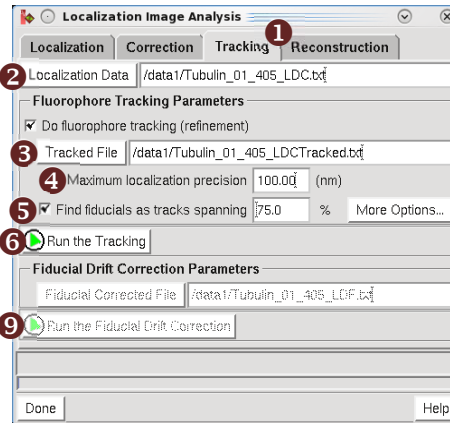 Localization Image Analysis
1
Localization Correction Tracking Reconstruction
2 Localization Data /data1/Tubulin_01_405_LDC.txt
Fluorophore Tracking Parameters
Do fluorophore tracking (refinement)
3 Tracked File /data1/Tubulin_01_405_LDCTracked.txt
4 Maximum localization precision 100.00 (nm)
5 Find fiducials as tracks spanning 75.0 % More Options...
6 Run the Tracking
Fiducial Drift Correction Parameters
Fiducial Corrected File /data1/Tubulin_01_405_LDF.txt
9 Run the Fiducial Drift Correction
Done Help